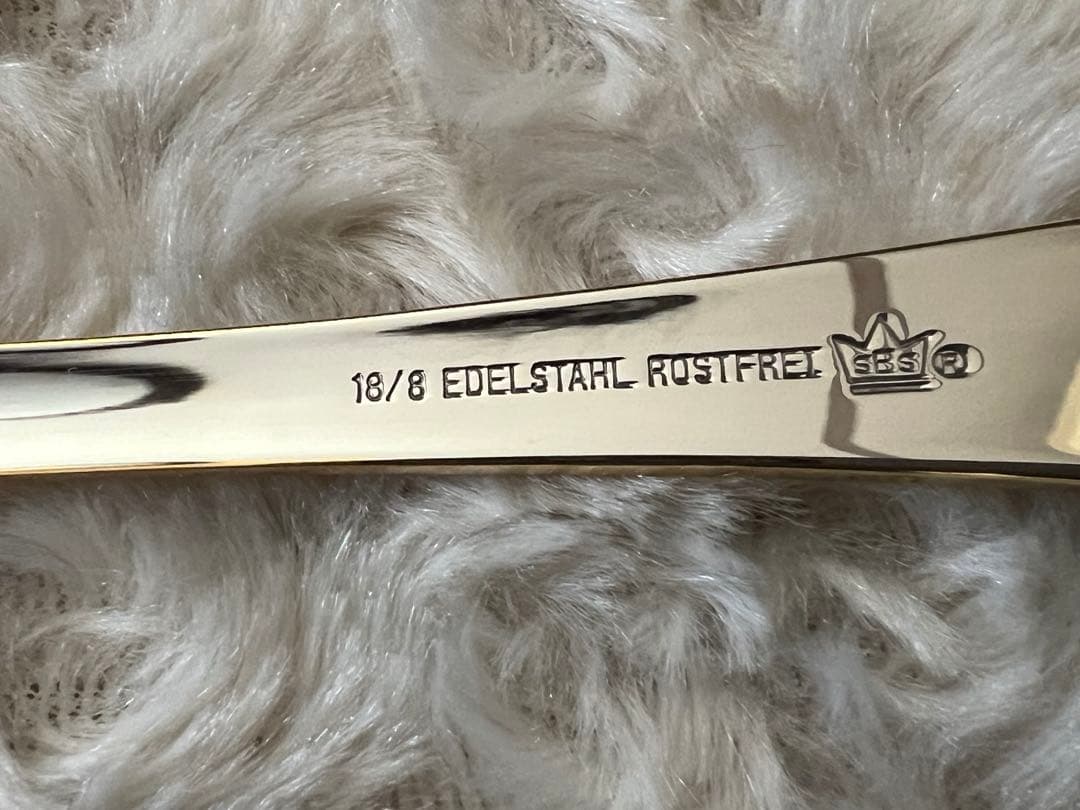 18/8 EDELSTAHL ROSTFREI SBS ®